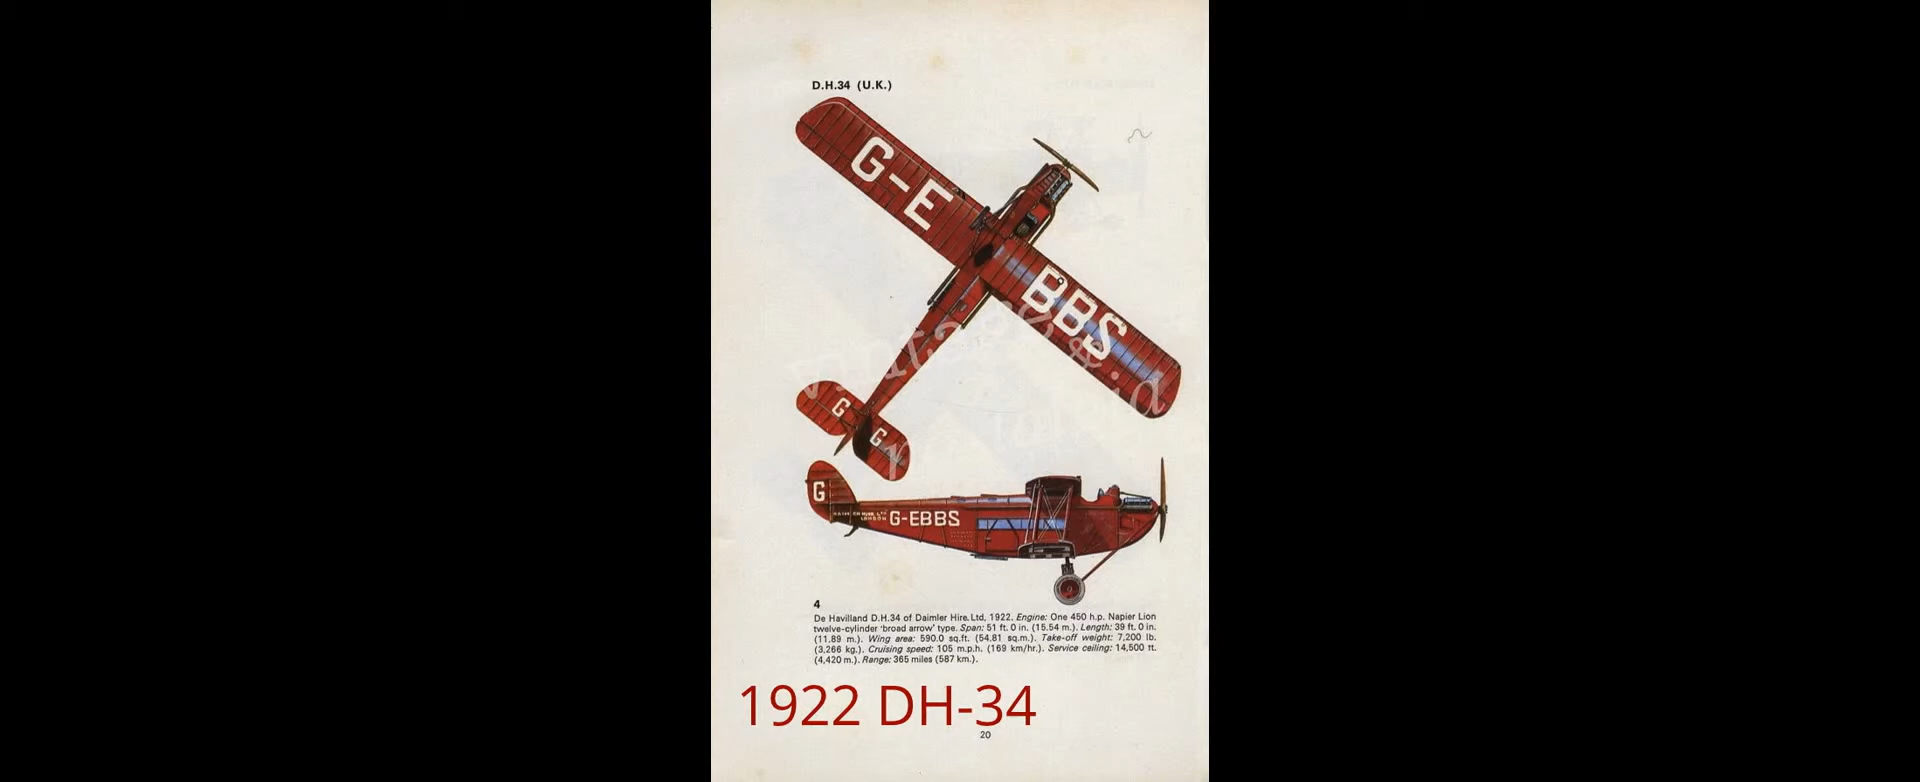 D.H.34 (U.K.)
G-E
BBS
G
G
G
G-EBBS
LONDON
4
De Havilland D.H.34 of Daimler Hire.Ltd, 1922. Engine: One 450 h.p. Napier Lion
twelve-cylinder 'broad arrow' type. Span: 51 ft. 0 in. (15.54 m.). Length: 39 ft. 0 in.
(11.89 m.). Wing area: 590.0 sq.ft. (54.81 sq.m.). Take-off weight: 7,200 lb.
(3,266 kg.). Cruising speed: 105 m.p.h. (169 km/hr.). Service ceiling: 14,500 ft.
(4,420 m.). Range: 365 miles (587 km.).
1922 DH-34
20